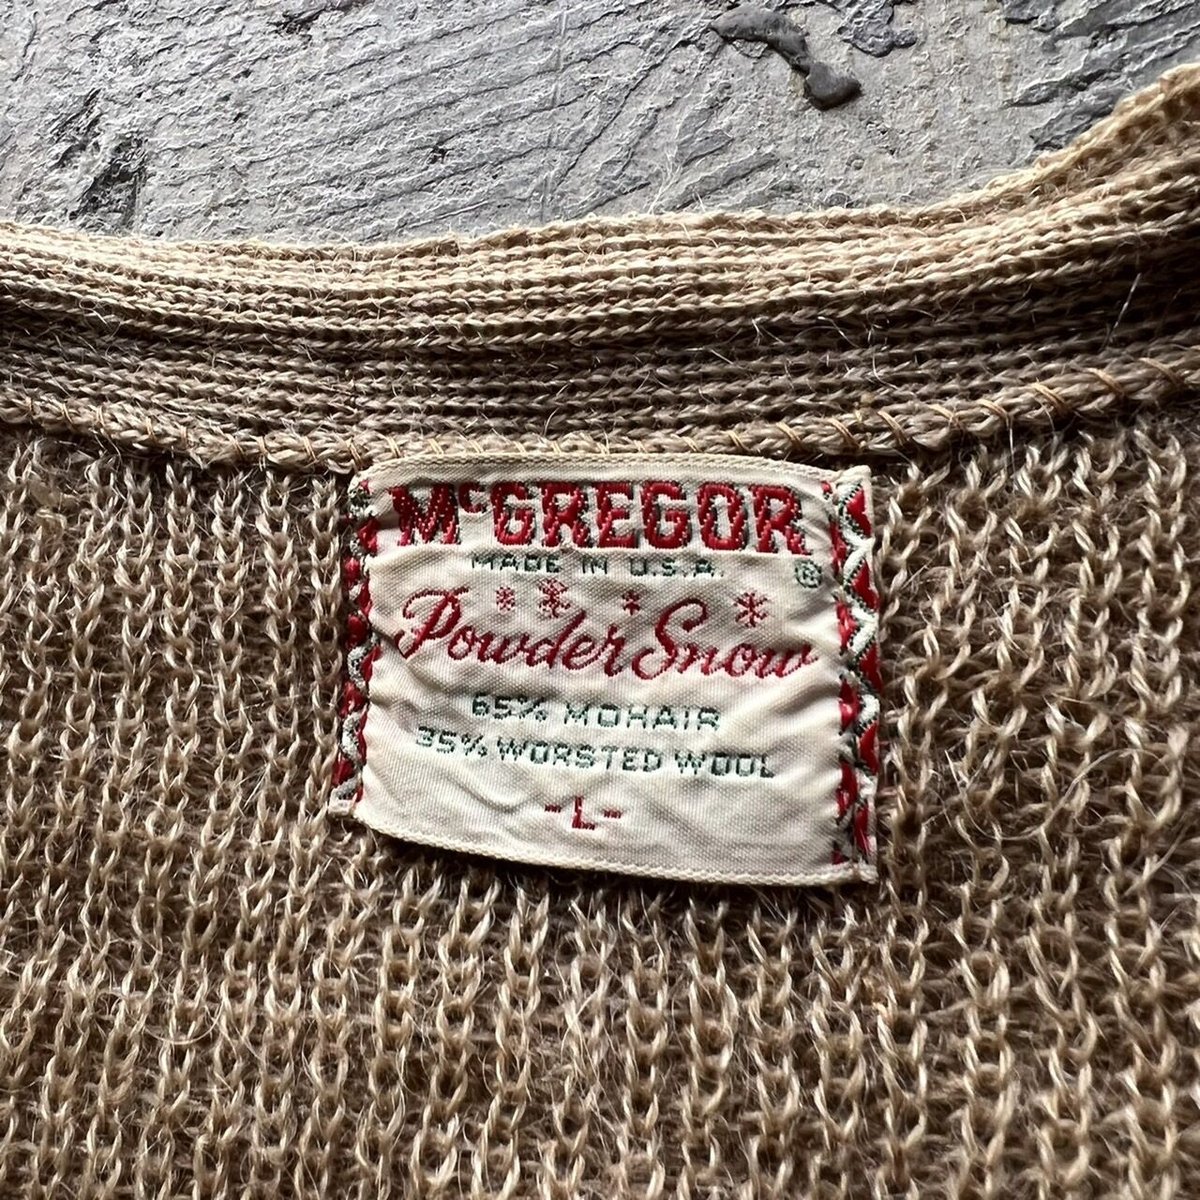 McGREGOR
MADE IN U.S.A. ®
Powder Snow
65% MOHAIR
35% WORSTED WOOL
-L-